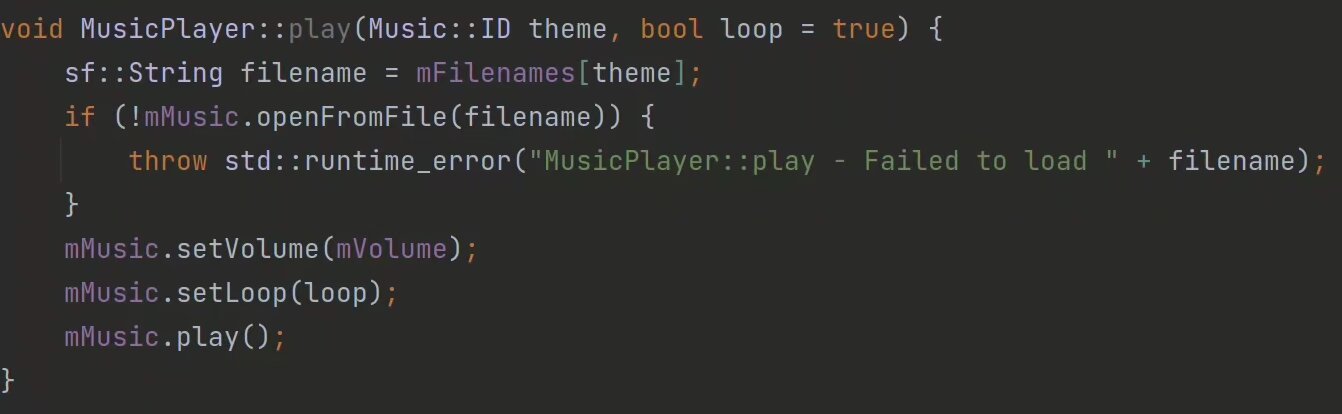 void MusicPlayer::play(Music::ID theme, bool loop = true) {
    sf::String filename = mFilenames[theme];
    if (!mMusic.openFromFile(filename)) {
        throw std::runtime_error("MusicPlayer::play - Failed to load " + filename);
    }
    mMusic.setVolume(mVolume);
    mMusic.setLoop(loop);
    mMusic.play();
}